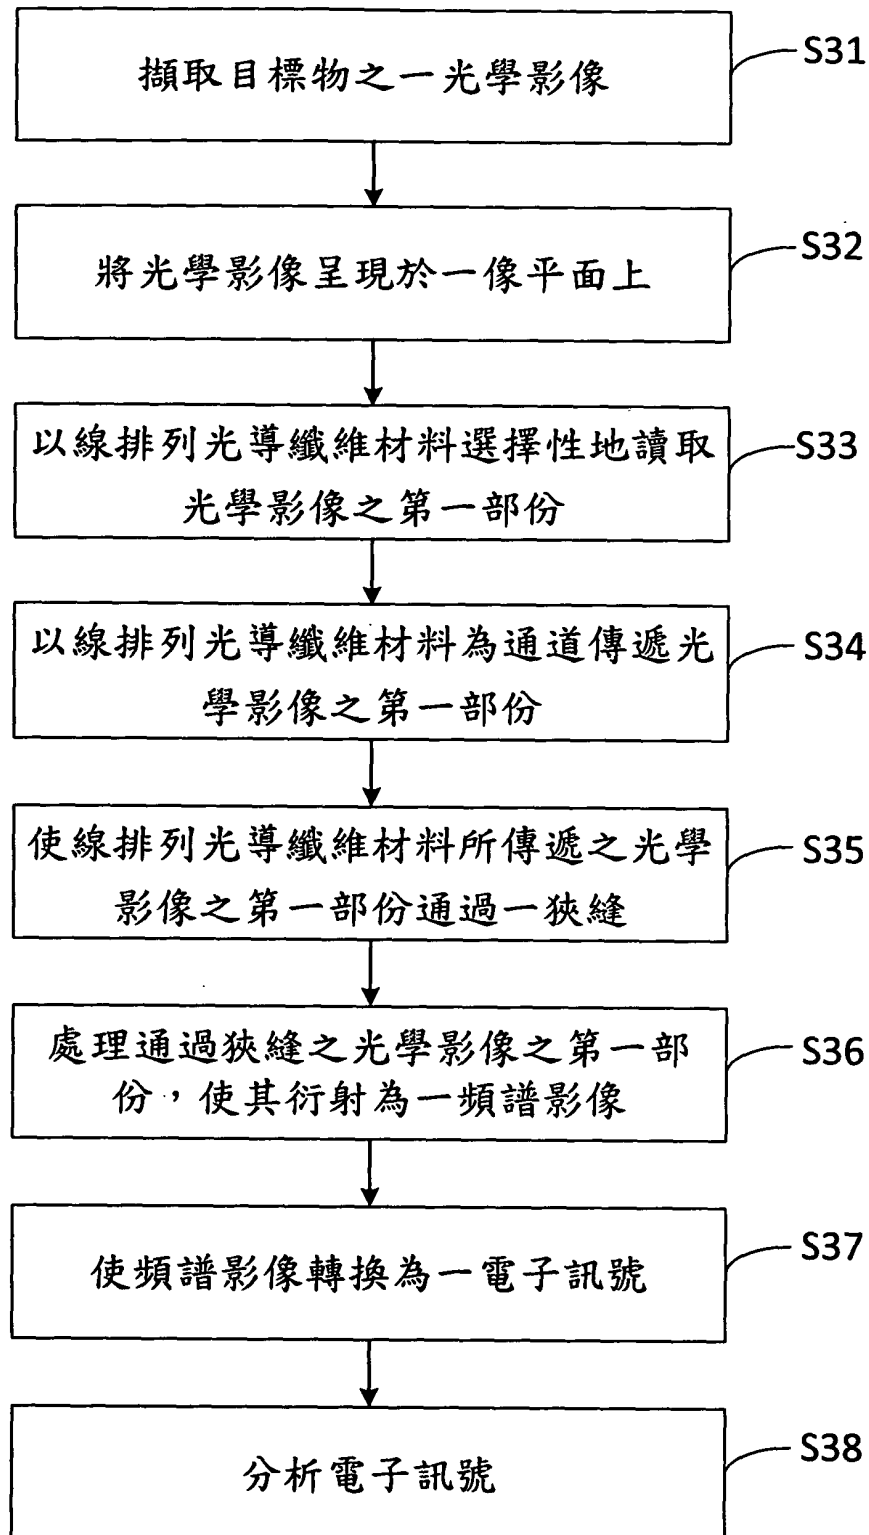 擷取目標物之一光學影像
S31
將光學影像呈現於一像平面上
S32
以線排列光導纖維材料選擇性地讀取
光學影像之第一部份
S33
以線排列光導纖維材料為通道傳遞光
學影像之第一部份
S34
使線排列光導纖維材料所傳遞之光學
影像之第一部份通過一狹縫
S35
處理通過狹縫之光學影像之第一部
份，使其衍射為一頻譜影像
S36
使頻譜影像轉換為一電子訊號
S37
分析電子訊號
S38